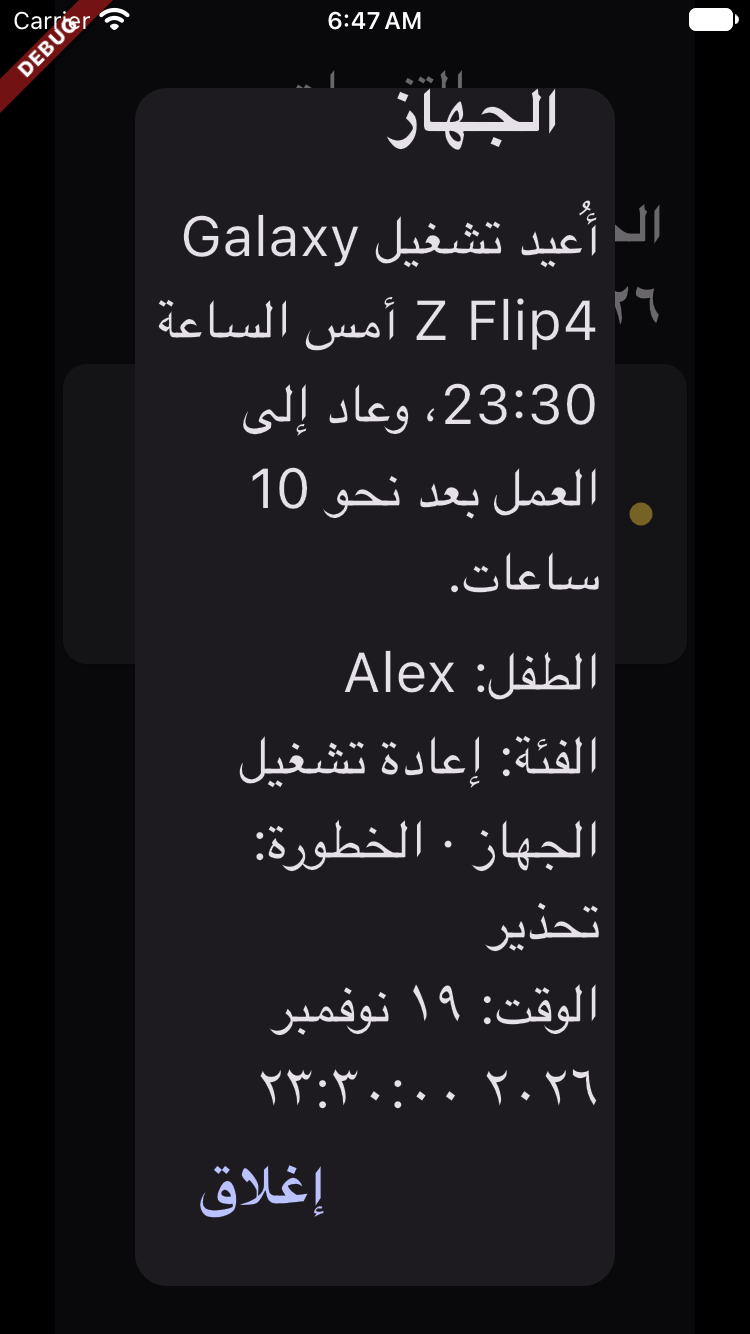 Carrier
6:47 AM
DEBUG
الجهاز
أُعيد تشغيل Galaxy
Z Flip4 أمس الساعة
23:30، وعاد إلى
العمل بعد نحو 10
ساعات.
الطفل: Alex
الفئة: إعادة تشغيل
الجهاز · الخطورة:
تحذير
الوقت: ١٩ نوفمبر
٢٠٢٦ ٢٣:٣٠:٠٠
إغلاق